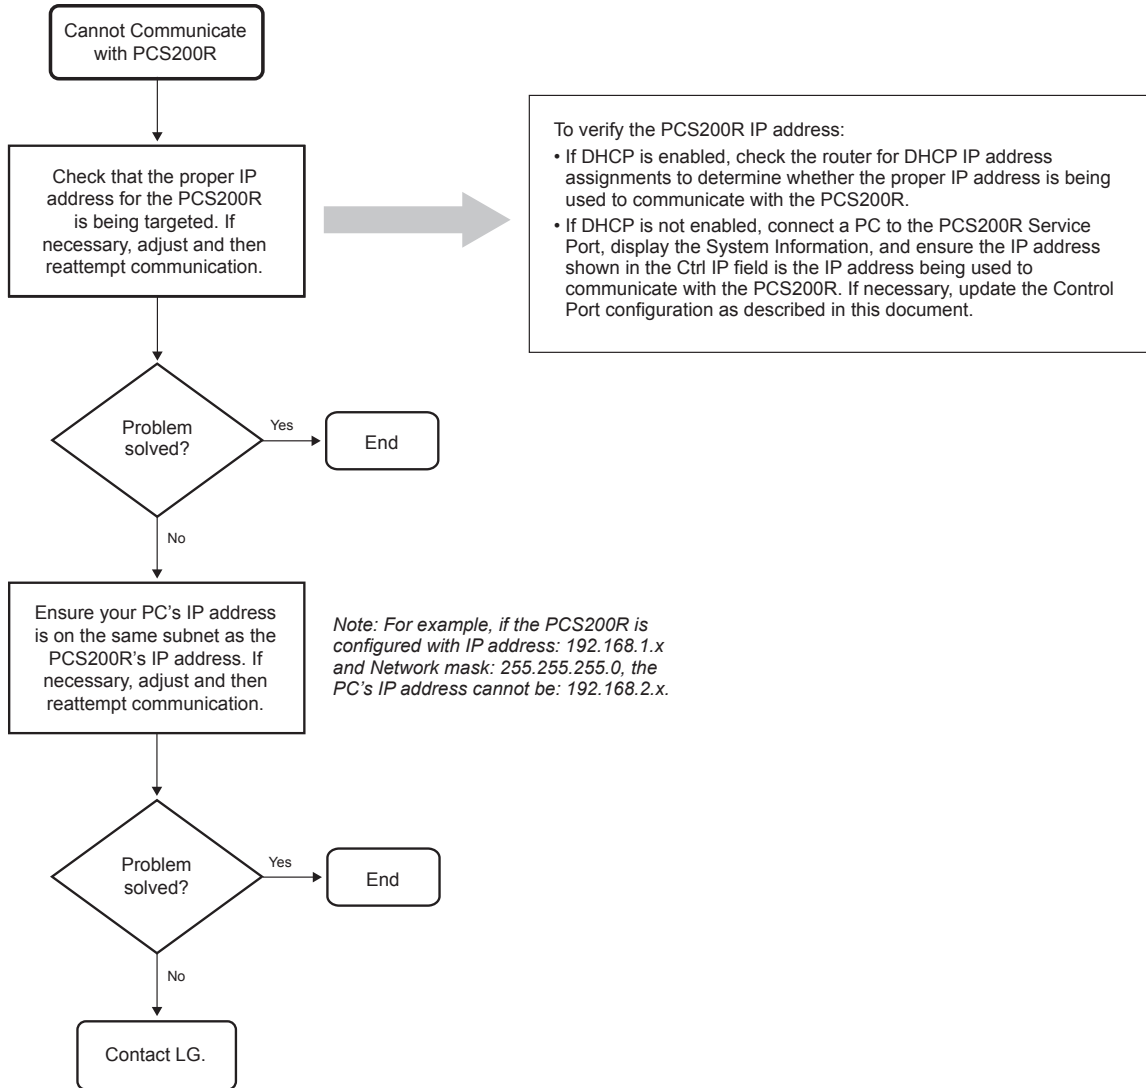 Cannot Communicate
with PCS200R
Check that the proper IP
address for the PCS200R
is being targeted. If
necessary, adjust and then
reattempt communication.
To verify the PCS200R IP address:
• If DHCP is enabled, check the router for DHCP IP address
assignments to determine whether the proper IP address is being
used to communicate with the PCS200R.
• If DHCP is not enabled, connect a PC to the PCS200R Service
Port, display the System Information, and ensure the IP address
shown in the Ctrl IP field is the IP address being used to
communicate with the PCS200R. If necessary, update the Control
Port configuration as described in this document.
Problem
solved?
Yes
End
No
Ensure your PC's IP address
is on the same subnet as the
PCS200R's IP address. If
necessary, adjust and then
reattempt communication.
Note: For example, if the PCS200R is
configured with IP address: 192.168.1.x
and Network mask: 255.255.255.0, the
PC's IP address cannot be: 192.168.2.x.
Problem
solved?
Yes
End
No
Contact LG.